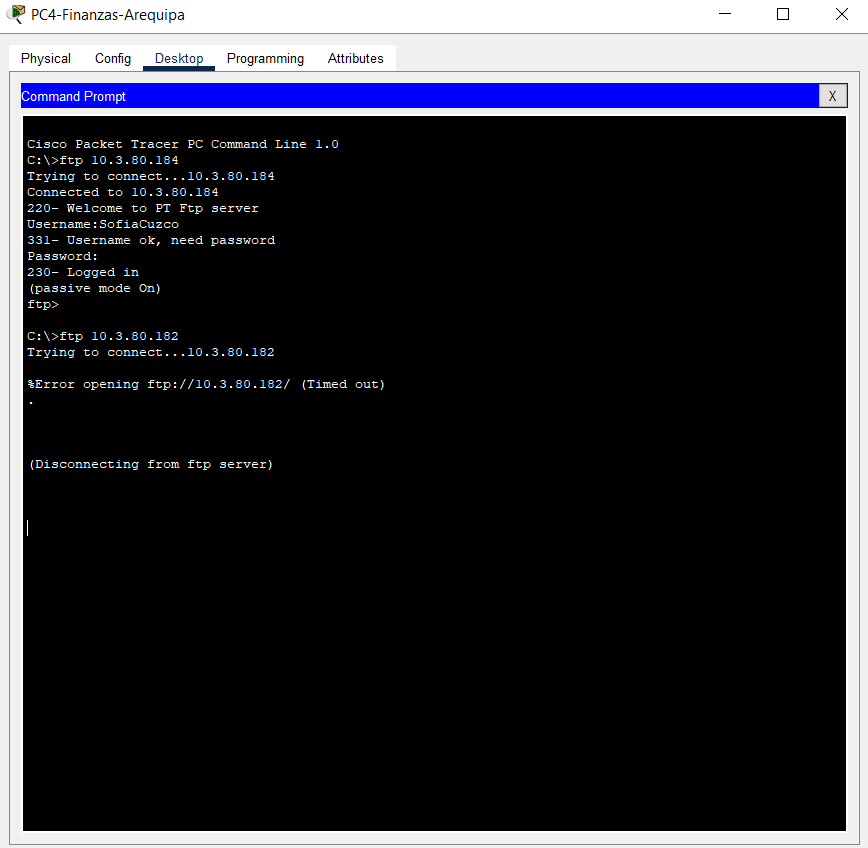 PC4-Finanzas-Arequipa
Physical Config Desktop Programming Attributes
Command Prompt
X
Cisco Packet Tracer PC Command Line 1.0
C:\>ftp 10.3.80.184
Trying to connect...10.3.80.184
Connected to 10.3.80.184
220- Welcome to PT Ftp server
Username:SofiaCuzco
331- Username ok, need password
Password:
230- Logged in
(passive mode On)
ftp>
C:\>ftp 10.3.80.182
Trying to connect...10.3.80.182
%Error opening ftp://10.3.80.182/ (Timed out)
.
(Disconnecting from ftp server)